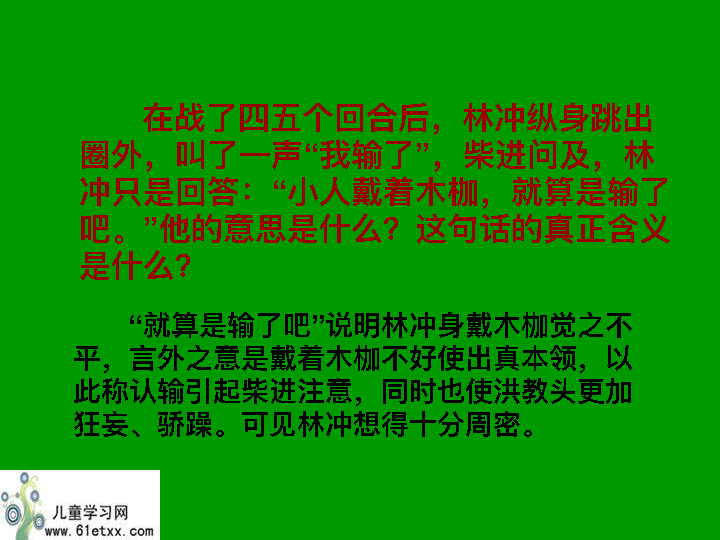 在战了四五个回合后，林冲纵身跳出
圈外，叫了一声“我输了”，柴进问及，林
冲只是回答：“小人戴着木枷，就算是输了
吧。”他的意思是什么？这句话的真正含义
是什么？
“就算是输了吧”说明林冲身戴木枷觉之不
平，言外之意是戴着木枷不好使出真本领，以
此称认输引起柴进注意，同时也使洪教头更加
狂妄、骄躁。可见林冲想得十分周密。
儿童学习网
www.61etxx.com